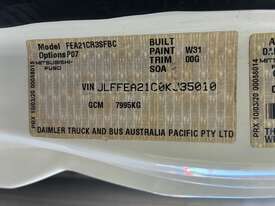 Model FEA21CR3SFBC
Options P07
MITSUBISHI
FUSO
BUILT
PAINT W31
TRIM 00G
SOA
VIN JLFFEA21C0KJ35010
GCM 7995KG
DAIMLER TRUCK AND BUS AUSTRALIA PACIFIC PTY LTD